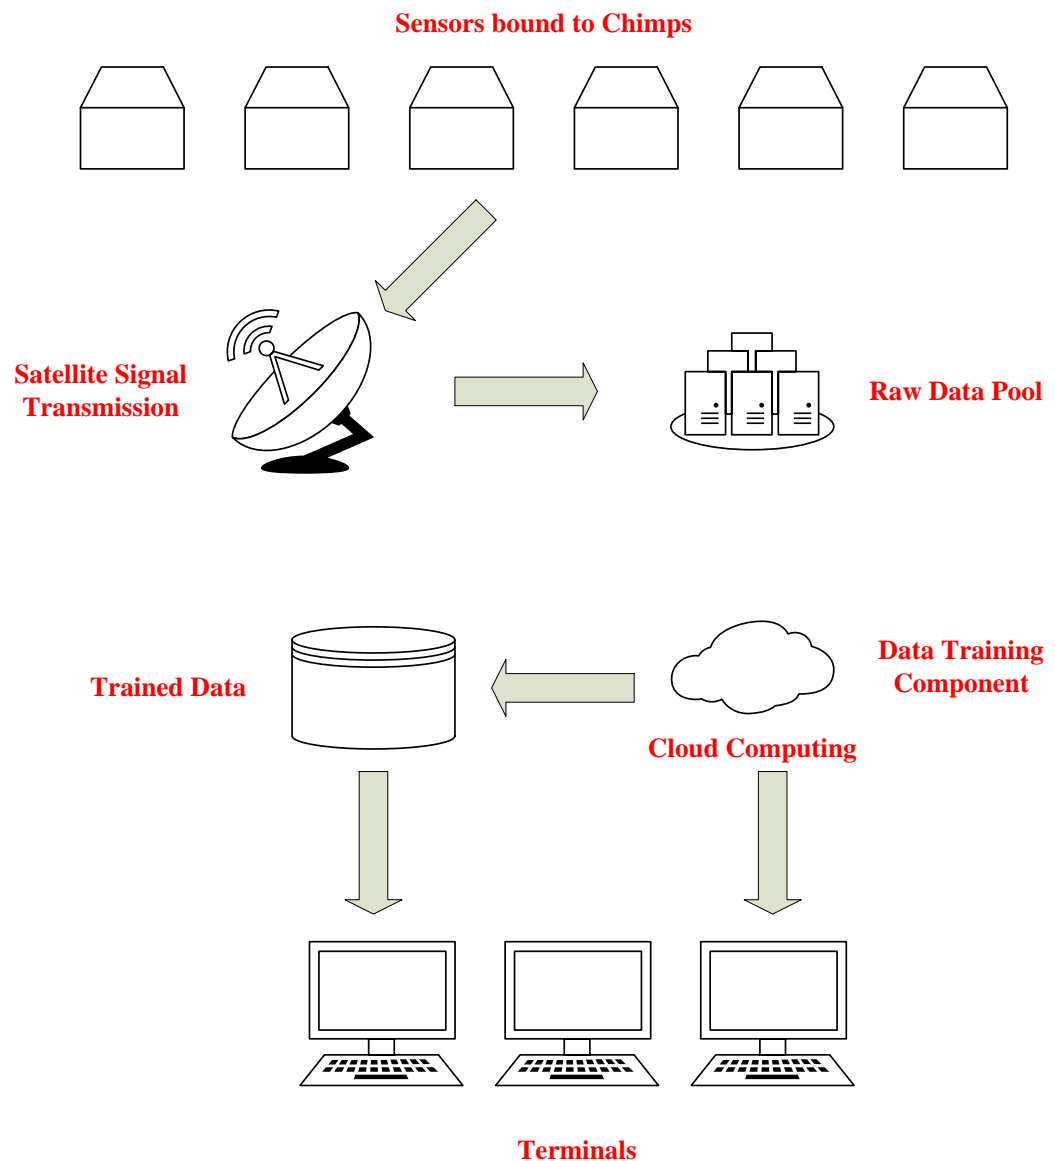 Sensors bound to Chimps
Satellite Signal
Transmission
Raw Data Pool
Trained Data
Data Training
Component
Cloud Computing
Terminals